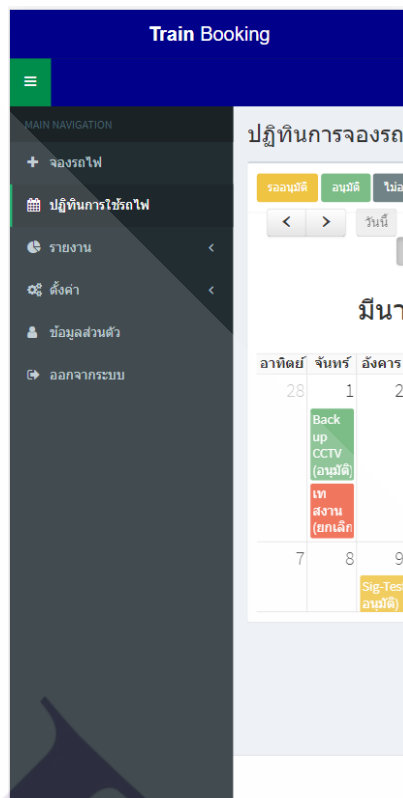 Train Booking
MAIN NAVIGATION
จองรถไฟ
ปฏิทินการใช้รถไฟ
รายงาน
ตั้งค่า
ข้อมูลส่วนตัว
ออกจากระบบ
ปฏิทินการจองรถ
รออนุมัติ อนุมัติ ไม่อ
วันนี้
มีนา
อาทิตย์ จันทร์ อังคาร
28 1 2
Back
up
CCTV
(อนุมัติ)
เท
สงาน
(ยกเลิก
7 8 9
Sig-Tes
อนุมัติ)